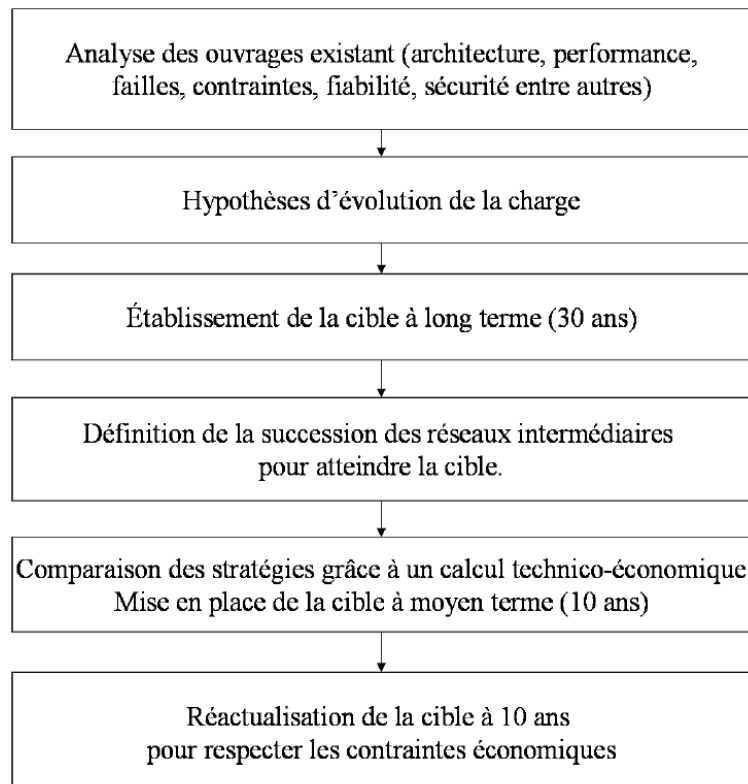 Analyse des ouvrages existant (architecture, performance,
failles, contraintes, fiabilité, sécurité entre autres)
Hypothèses d'évolution de la charge
Établissement de la cible à long terme (30 ans)
Définition de la succession des réseaux intermédiaires
pour atteindre la cible.
Comparaison des stratégies grâce à un calcul technico-économique
Mise en place de la cible à moyen terme (10 ans)
Réactualisation de la cible à 10 ans
pour respecter les contraintes économiques